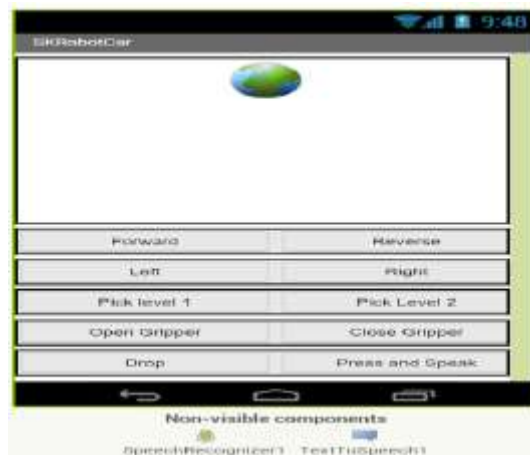 9:48
SKRobotCar
Forward Reverse
Left Right
Pick level 1 Pick Level 2
Open Gripper Close Gripper
Drop Press and Speak
Non-visible components
SpeechRecognizer1 TextToSpeech1